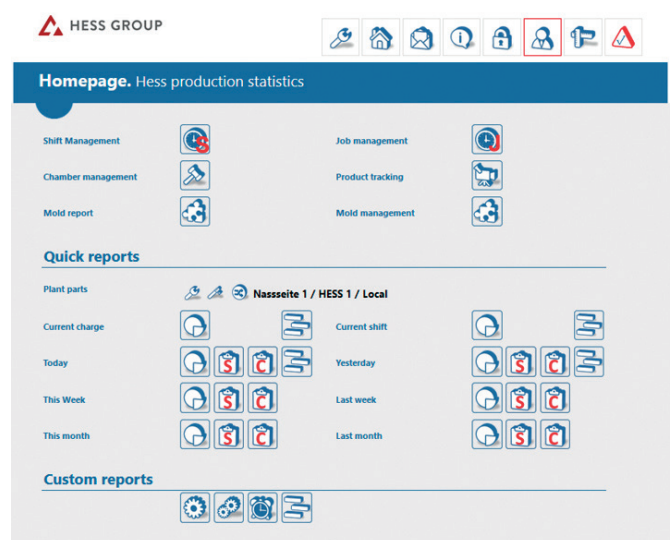 HESS GROUP
Homepage. Hess production statistics
Shift Management S Job management J
Chamber management Product tracking
Mold report Mold management
Quick reports
Plant parts Nassseite 1 / HESS 1 / Local
Current charge Current shift
Today S C Yesterday S C
This Week S C Last week S C
This month S C Last month S C
Custom reports